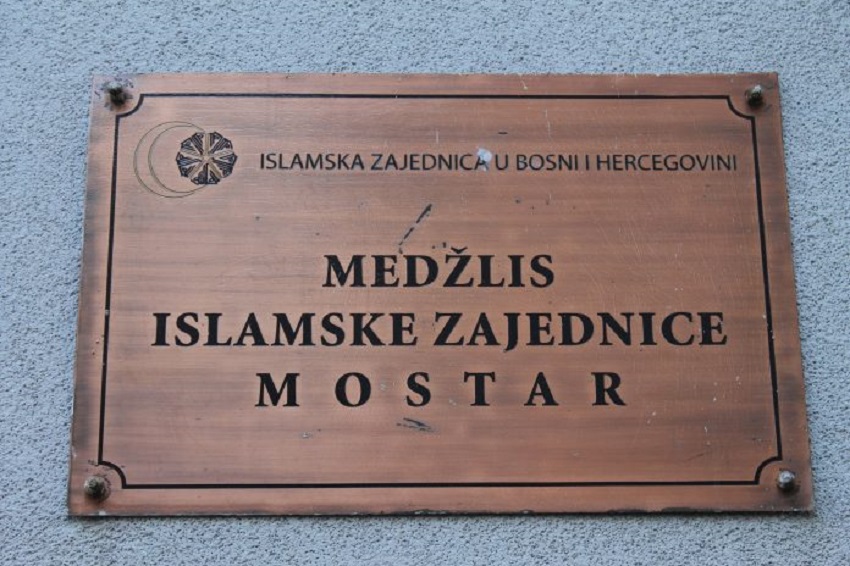 ISLAMSKA ZAJEDNICA U BOSNI I HERCEGOVINI
MEDŽLIS
ISLAMSKE ZAJEDNICE
MOSTAR